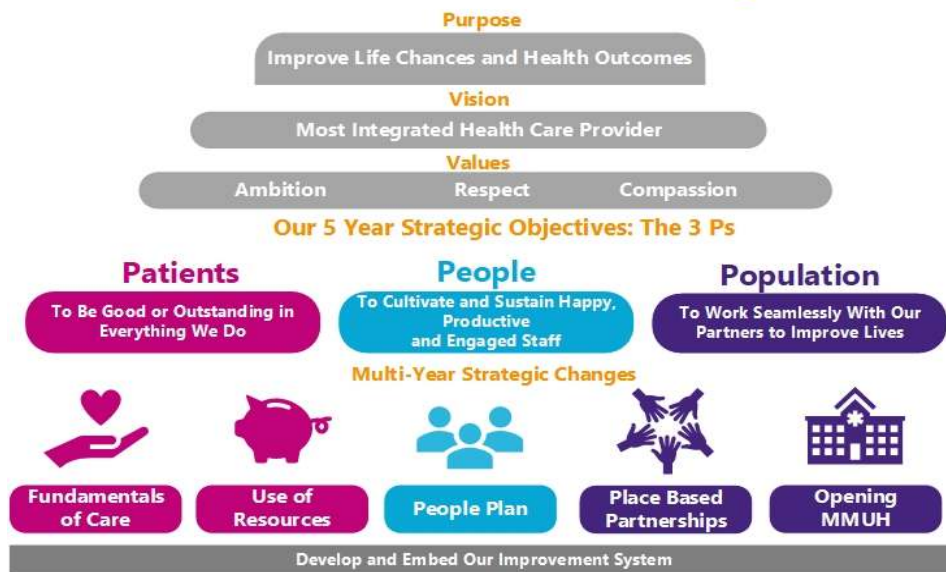 Purpose
Improve Life Chances and Health Outcomes
Vision
Most Integrated Health Care Provider
Values
Ambition Respect Compassion
Our 5 Year Strategic Objectives: The 3 Ps
Patients
To Be Good or Outstanding in
Everything We Do
People
To Cultivate and Sustain Happy,
Productive
and Engaged Staff
Population
To Work Seamlessly With Our
Partners to Improve Lives
Multi-Year Strategic Changes
Fundamentals
of Care
Use of
Resources
People Plan
Place Based
Partnerships
Opening
MMUH
Develop and Embed Our Improvement System